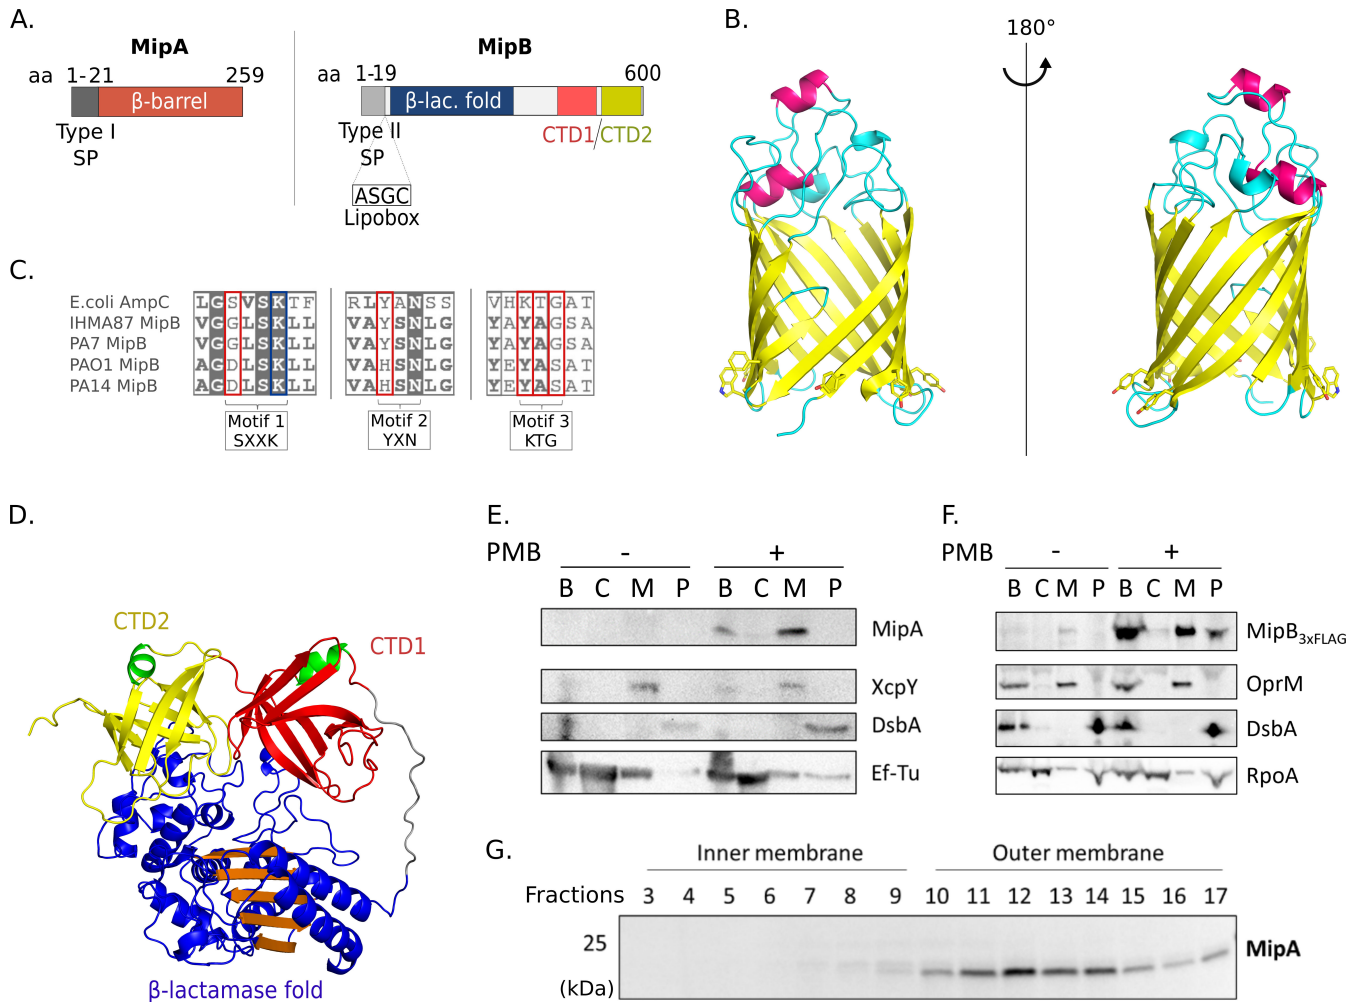 A.
MipA
aa 1-21 259
β-barrel
Type I
SP
MipB
aa 1-19 600
β-lac. fold
Type II
SP
CTD1/CTD2
ASGC
Lipobox
B.
180°
C.
E.coli AmpC LGSVSKTF RLYANSS VHKTGAT
IHMA87 MipB VGGLSKLL VAYSNLG YAYAGSA
PA7 MipB VGGLSKLL VAYSNLG YAYAGSA
PAO1 MipB AGDLSKLL VAHSNLG YEYASAT
PA14 MipB AGDLSKLL VAHSNLG YEYASAT
Motif 1 Motif 2 Motif 3
SXXK YXN KTG
D.
CTD2
CTD1
β-lactamase fold
E.
PMB - +
B C M P B C M P
MipA
XcpY
DsbA
Ef-Tu
F.
PMB - +
B C M P B C M P
MipB3xFLAG
OprM
DsbA
RpoA
G.
Inner membrane Outer membrane
Fractions 3 4 5 6 7 8 9 10 11 12 13 14 15 16 17
25
(kDa)
MipA